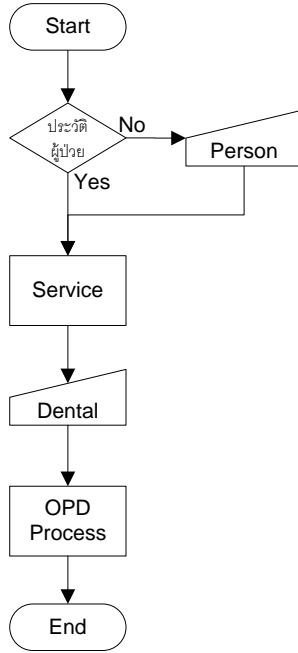 Start
ประวัติ
ผู้ป่วย
No
Person
Yes
Service
Dental
OPD
Process
End